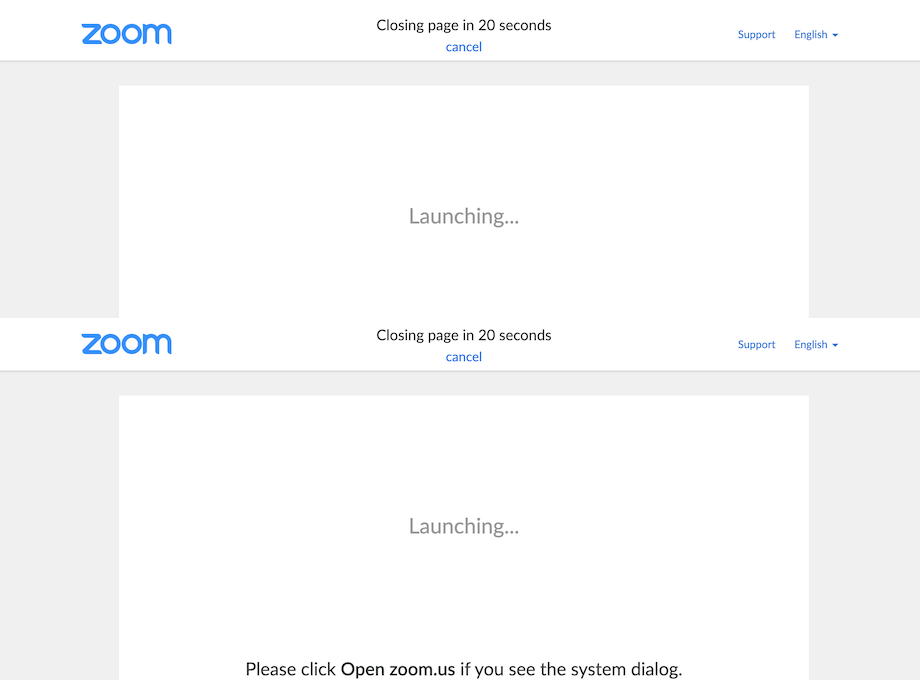 zoom
Closing page in 20 seconds
cancel
Support
English
Launching...
zoom
Closing page in 20 seconds
cancel
Support
English
Launching...
Please click Open zoom.us if you see the system dialog.